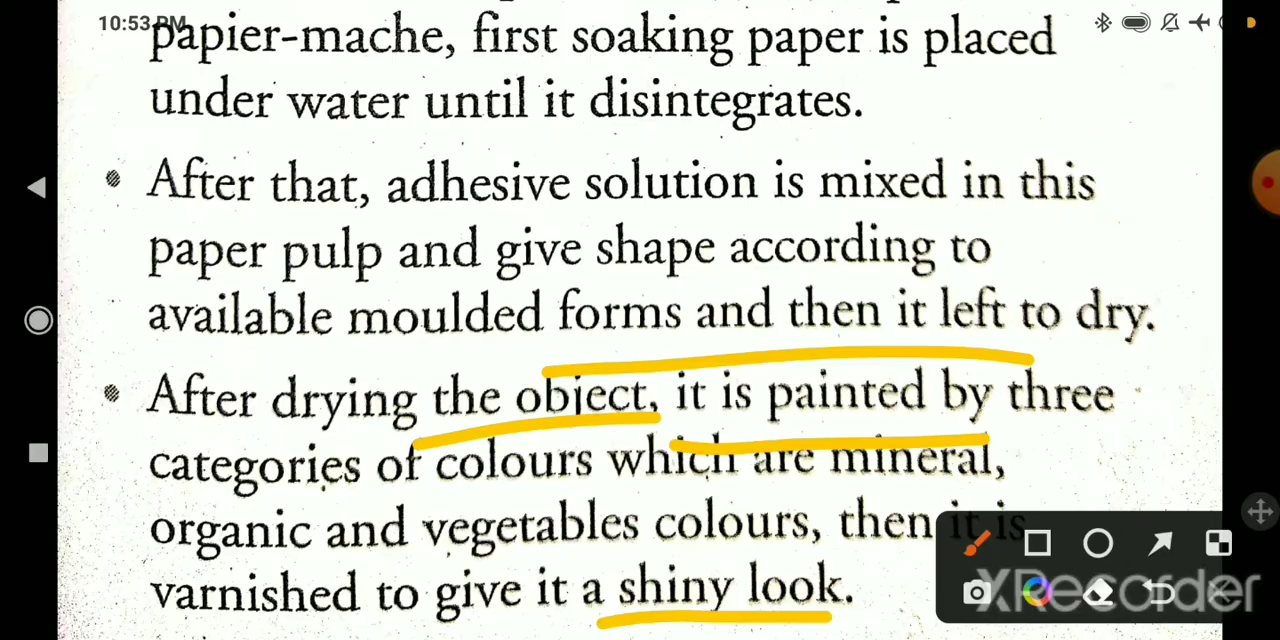 10:53 PM
papier-mache, first soaking paper is placed
under water until it disintegrates.
• After that, adhesive solution is mixed in this
paper pulp and give shape according to
available moulded forms and then it left to dry.
• After drying the object, it is painted by three
categories of colours which are mineral,
organic and vegetables colours, then it is
varnished to give it a shiny look.
XRecorder